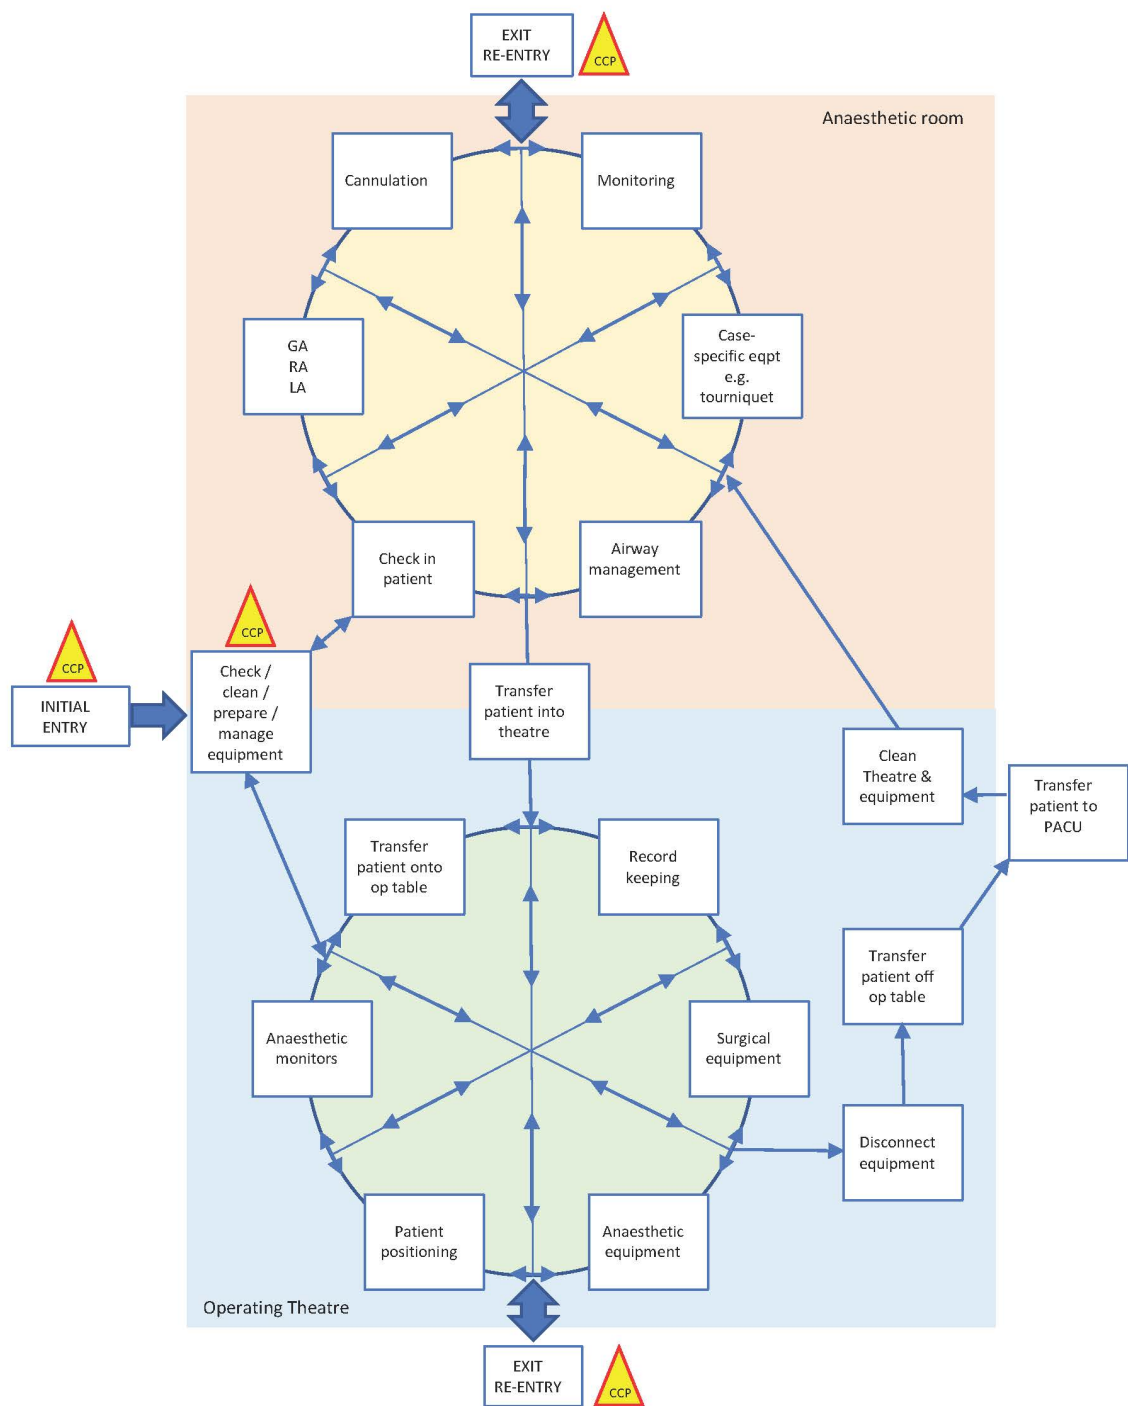 EXIT
RE-ENTRY
CCP
Anaesthetic room
Cannulation
Monitoring
GA
RA
LA
Case-
specific eqpt
e.g.
tourniquet
Check in
patient
Airway
management
CCP
CCP
INITIAL
ENTRY
Check /
clean /
prepare /
manage
equipment
Transfer
patient into
theatre
Clean
Theatre &
equipment
Transfer
patient to
PACU
Transfer
patient onto
op table
Record
keeping
Transfer
patient off
op table
Anaesthetic
monitors
Surgical
equipment
Disconnect
equipment
Patient
positioning
Anaesthetic
equipment
Operating Theatre
EXIT
RE-ENTRY
CCP